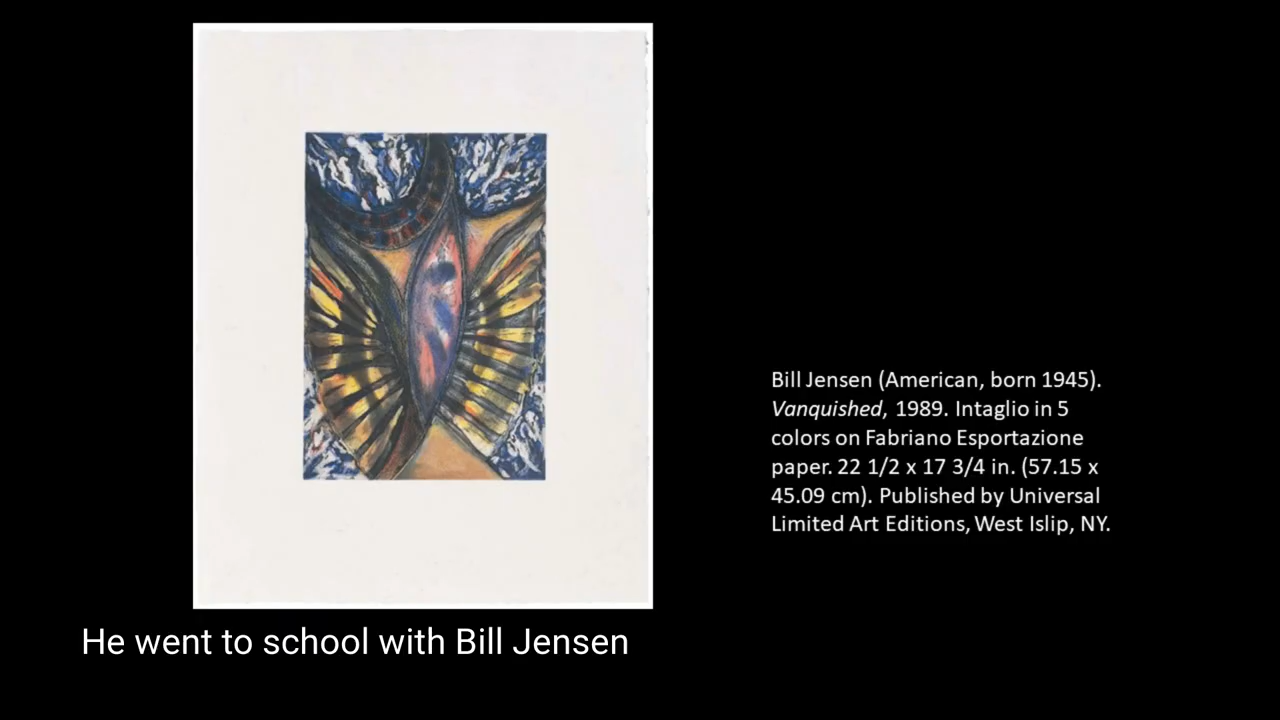 Bill Jensen (American, born 1945).
Vanquished, 1989. Intaglio in 5
colors on Fabriano Esportazione
paper. 22 1/2 x 17 3/4 in. (57.15 x
45.09 cm). Published by Universal
Limited Art Editions, West Islip, NY.
He went to school with Bill Jensen